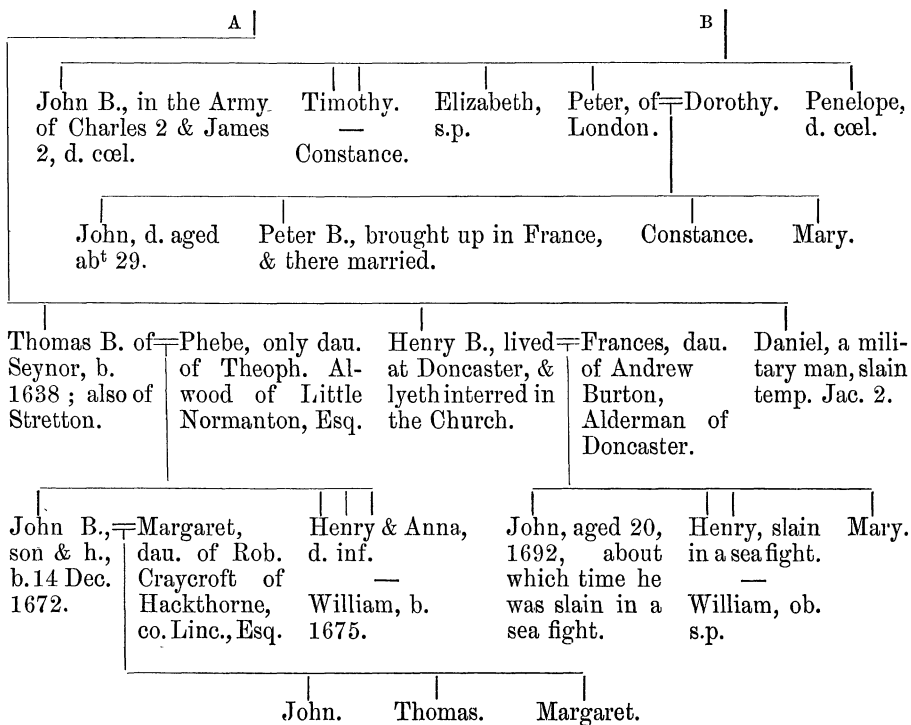 A B
John B., in the Army
of Charles 2 & James
2, d. cœl.
Timothy.
—
Constance.
Elizabeth,
s.p.
Peter, of
London.
Dorothy.
Penelope,
d. cœl.
John, d. aged
abᵗ 29.
Peter B., brought up in France,
& there married.
Constance.
Mary.
Thomas B. of
Seynor, b.
1638 ; also of
Stretton.
Phebe, only dau.
of Theoph. Al-
wood of Little
Normanton, Esq.
Henry B., lived
at Doncaster, &
lyeth interred in
the Church.
Frances, dau.
of Andrew
Burton,
Alderman of
Doncaster.
Daniel, a mili-
tary man, slain
temp. Jac. 2.
John B.,
son & h.,
b. 14 Dec.
1672.
Margaret,
dau. of Rob.
Craycroft of
Hackthorne,
co. Linc., Esq.
Henry & Anna,
d. inf.
—
William, b.
1675.
John, aged 20,
1692, about
which time he
was slain in a
sea fight.
Henry, slain
in a sea fight.
—
William, ob.
s.p.
Mary.
John. Thomas. Margaret.